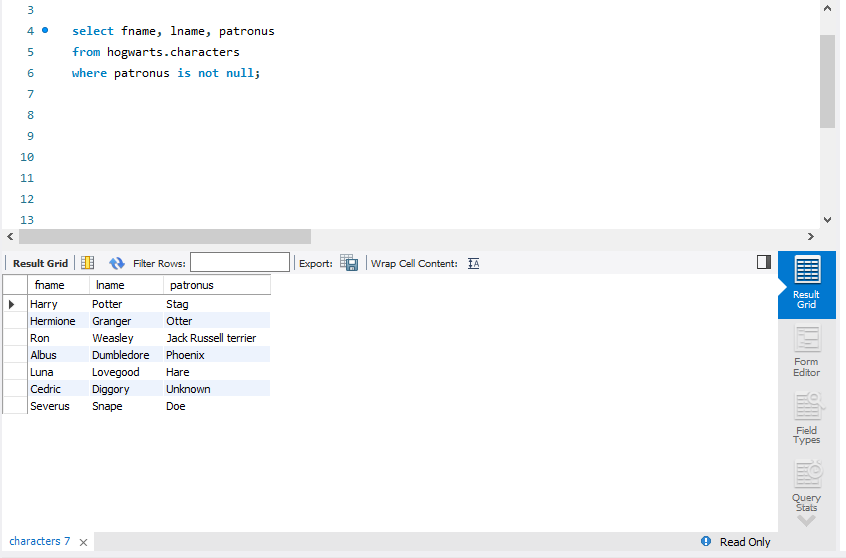 3
4 select fname, lname, patronus
5 from hogwarts.characters
6 where patronus is not null;
7
8
9
10
11
12
13
Result Grid Filter Rows: Export: Wrap Cell Content: IA
fname lname patronus
Harry Potter Stag
Hermione Granger Otter
Ron Weasley Jack Russell terrier
Albus Dumbledore Phoenix
Luna Lovegood Hare
Cedric Diggory Unknown
Severus Snape Doe
Result
Grid
Form
Editor
Field
Types
Query
Stats
characters 7 Read Only